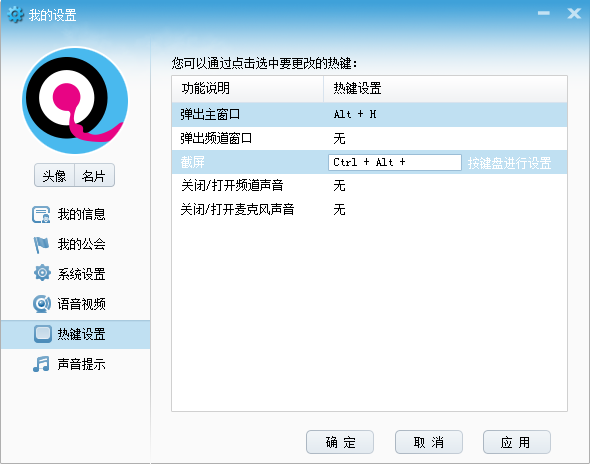 我的设置
您可以通过点击选中要更改的热键：
功能说明 热键设置
弹出主窗口 Alt + H
弹出频道窗口 无
截屏 Ctrl + Alt + 按键盘进行设置
关闭/打开频道声音 无
关闭/打开麦克风声音 无
头像 名片
我的信息
我的公会
系统设置
语音视频
热键设置
声音提示
确 定 取 消 应 用